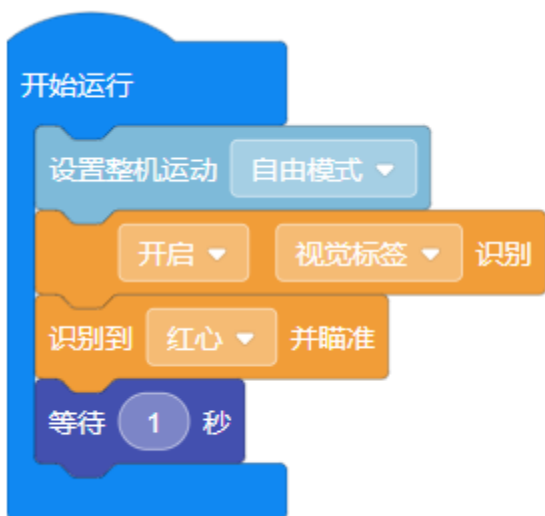 开始运行
设置整机运动 自由模式
开启 视觉标签 识别
识别到 红心 并瞄准
等待 1 秒